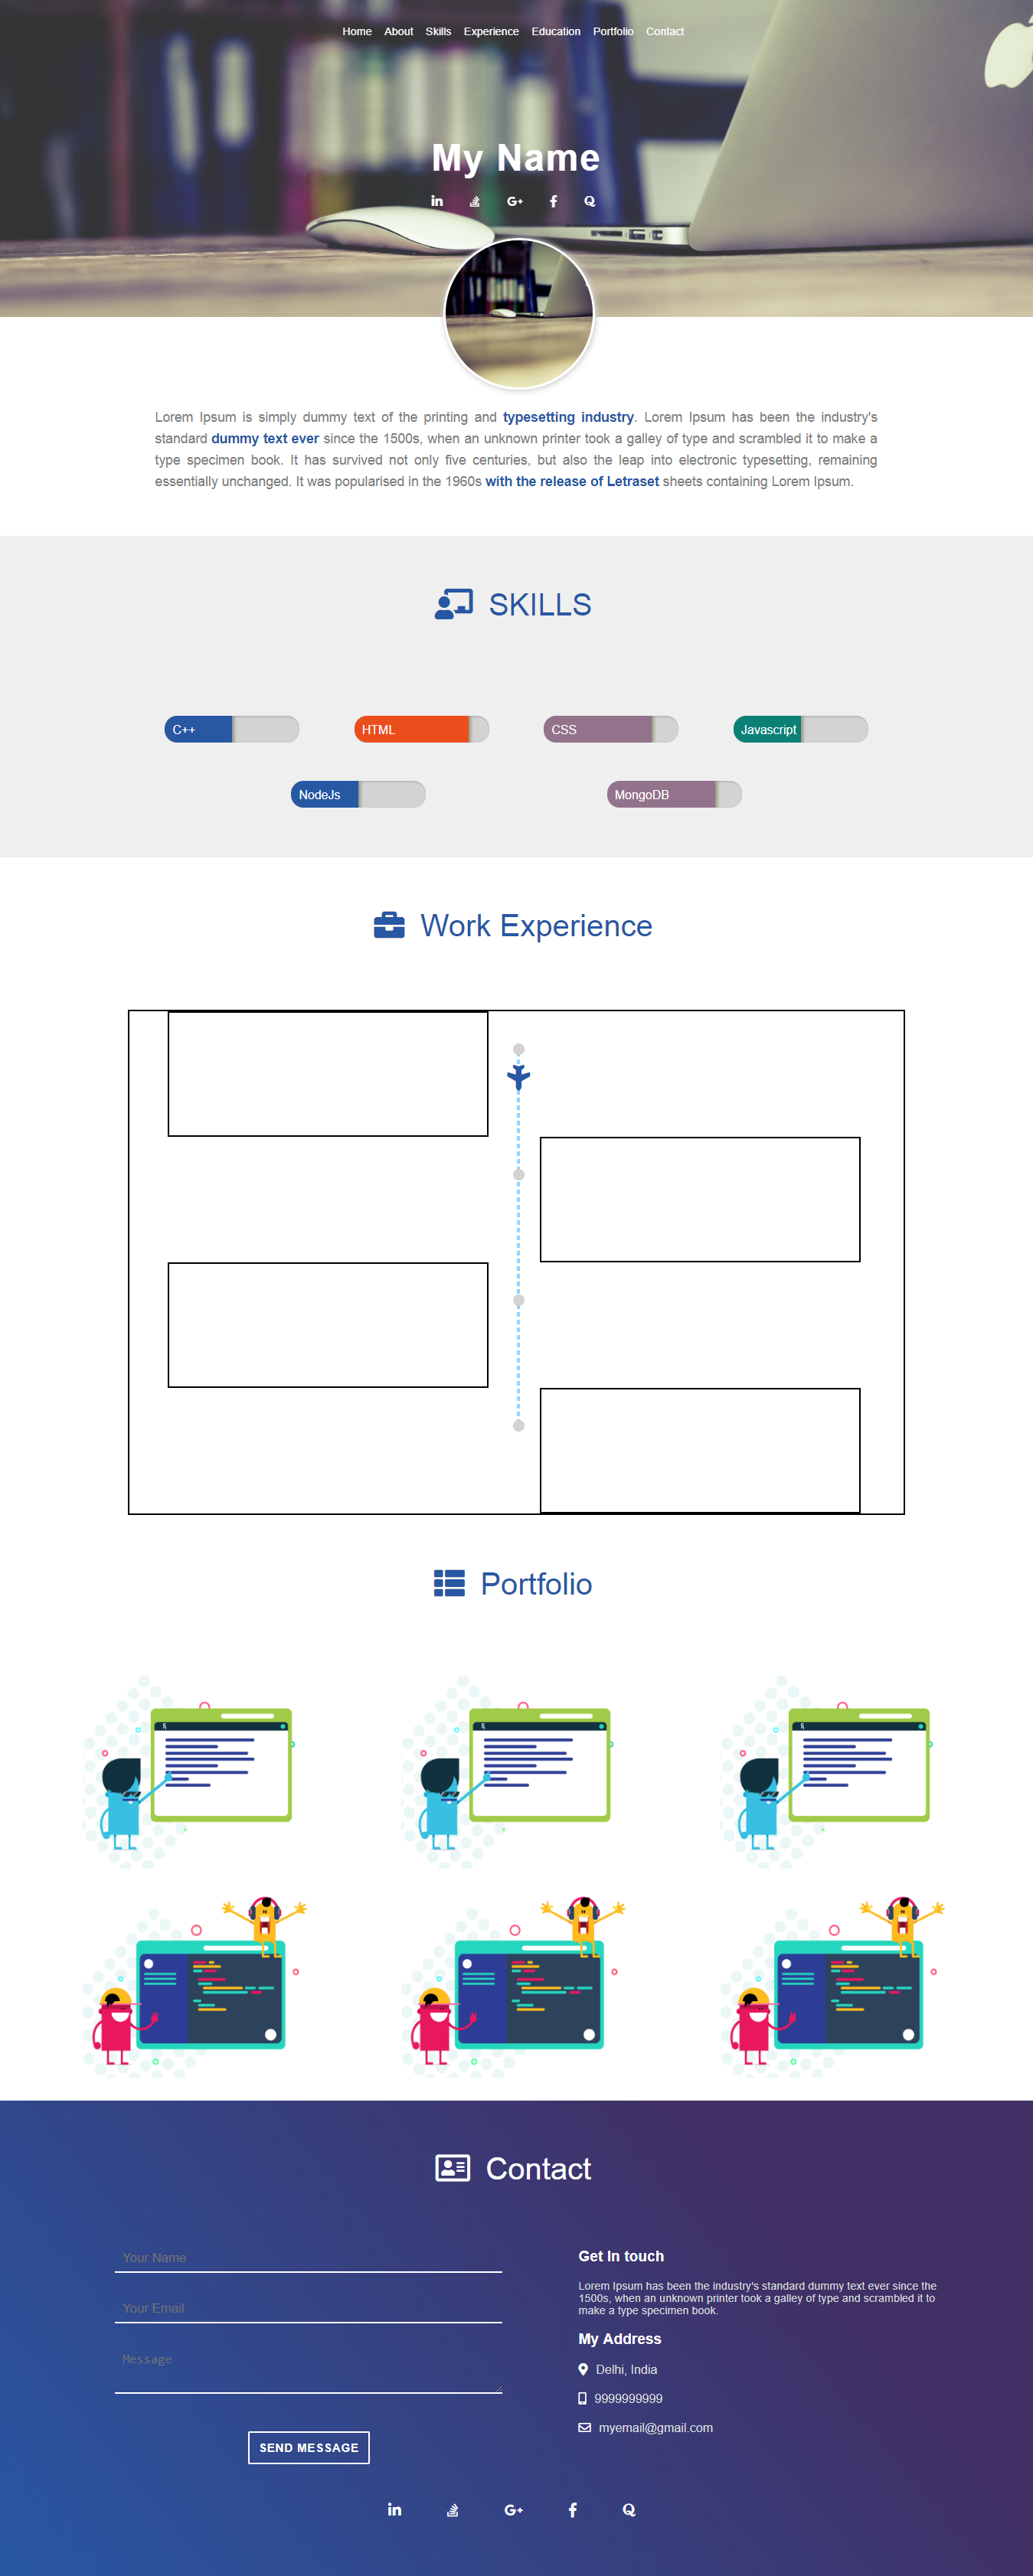 Home About Skills Experience Education Portfolio Contact
My Name
Lorem Ipsum is simply dummy text of the printing and typesetting industry. Lorem Ipsum has been the industry's
standard dummy text ever since the 1500s, when an unknown printer took a galley of type and scrambled it to make a
type specimen book. It has survived not only five centuries, but also the leap into electronic typesetting, remaining
essentially unchanged. It was popularised in the 1960s with the release of Letraset sheets containing Lorem Ipsum.
SKILLS
C++ HTML CSS Javascript
NodeJs MongoDB
Work Experience
Portfolio
Contact
Your Name
Your Email
Message
SEND MESSAGE
Get In touch
Lorem Ipsum has been the industry's standard dummy text ever since the
1500s, when an unknown printer took a galley of type and scrambled it to
make a type specimen book.
My Address
Delhi, India
9999999999
myemail@gmail.com